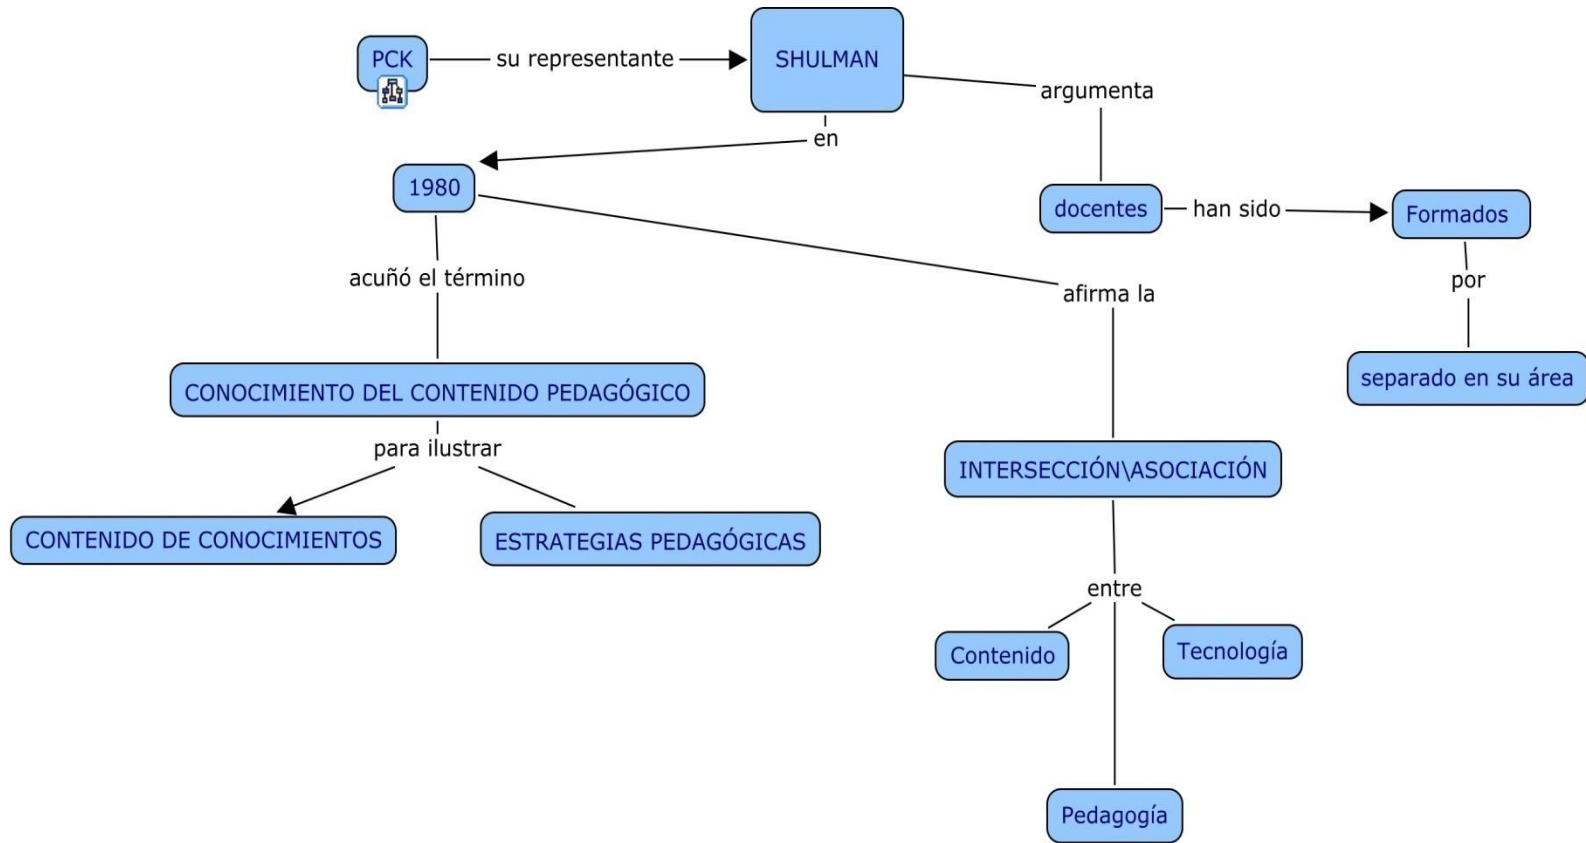 PCK
su representante
SHULMAN
argumenta
en
1980
docentes
han sido
Formados
acuñó el término
afirma la
por
separado en su área
CONOCIMIENTO DEL CONTENIDO PEDAGÓGICO
para ilustrar
INTERSECCIÓN\ASOCIACIÓN
CONTENIDO DE CONOCIMIENTOS
ESTRATEGIAS PEDAGÓGICAS
entre
Contenido
Tecnología
Pedagogía